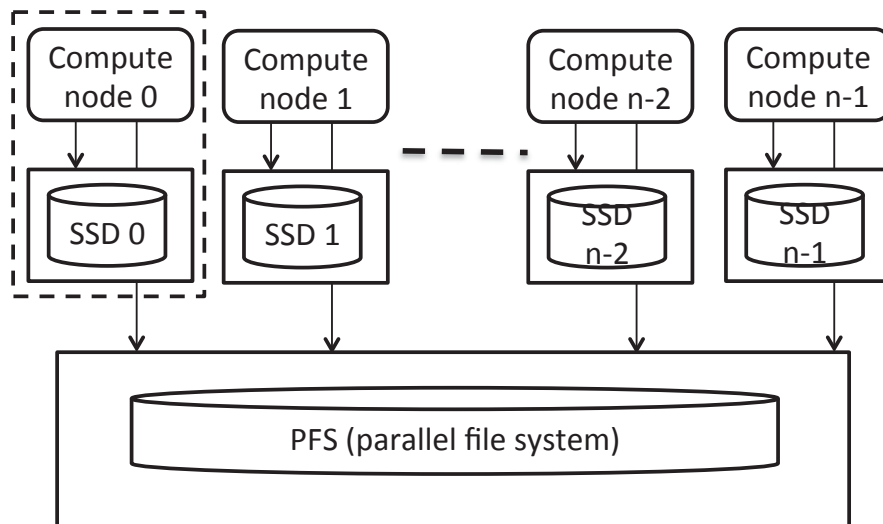 Compute
node 0
Compute
node 1
Compute
node n-2
Compute
node n-1
SSD 0
SSD 1
SSD
n-2
SSD
n-1
PFS (parallel file system)